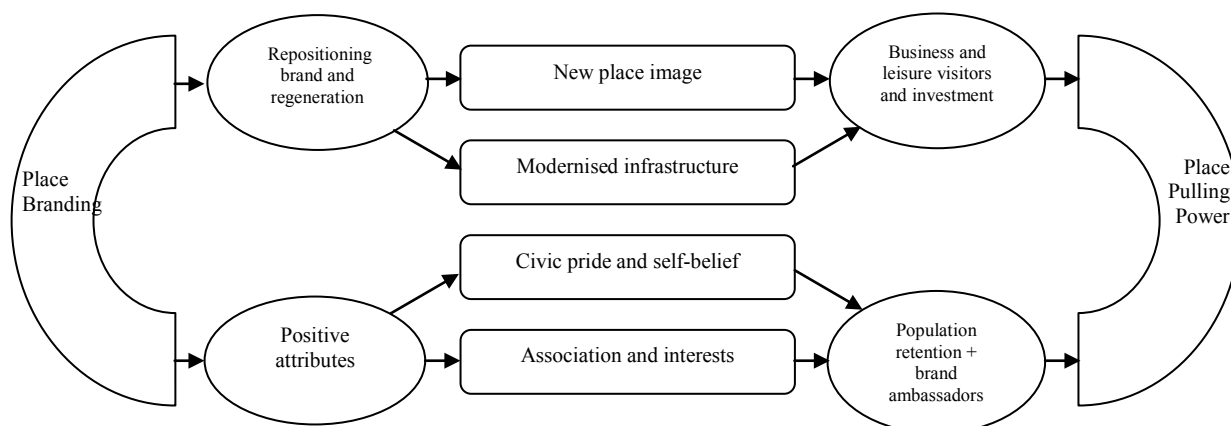 Place
Branding
Repositioning
brand and
regeneration
New place image
Modernised infrastructure
Business and
leisure visitors
and investment
Place
Pulling
Power
Positive
attributes
Civic pride and self-belief
Association and interests
Population
retention +
brand
ambassadors